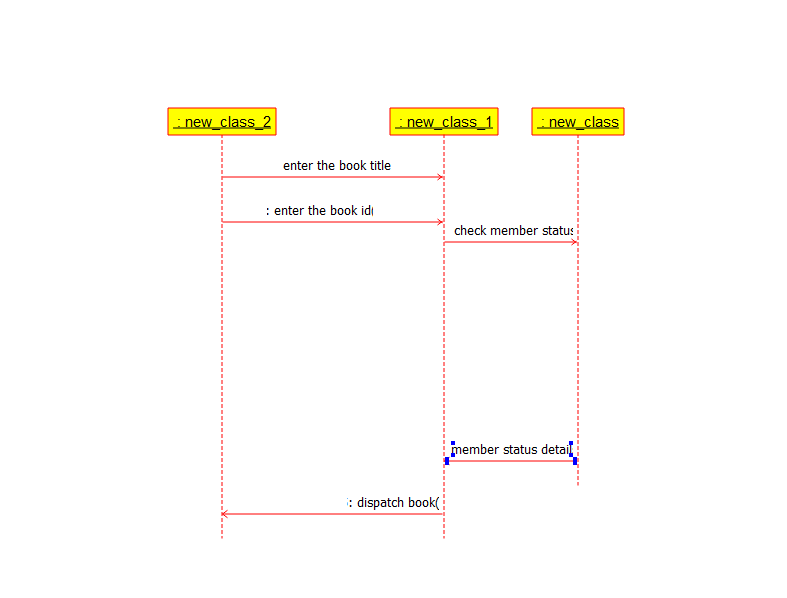 : new_class_2
: new_class_1
: new_class
enter the book title
: enter the book id(
check member status
member status detail
: dispatch book(